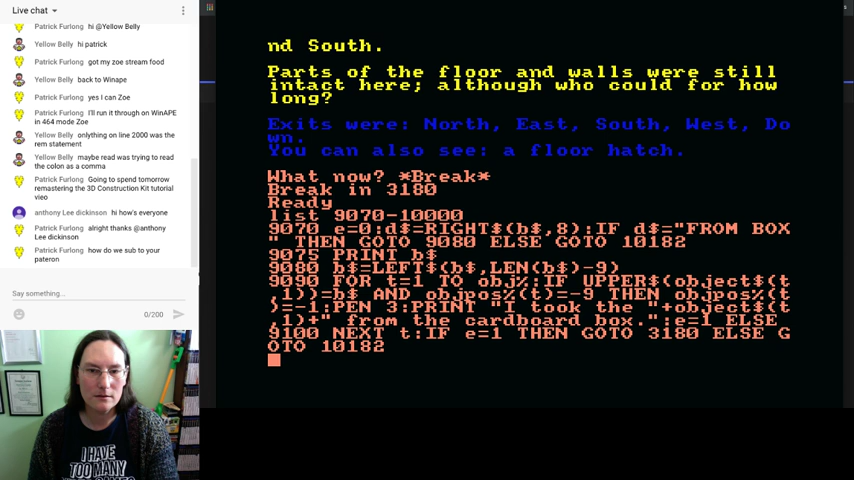 Live chat
Patrick Furlong hi @Yellow Belly
Yellow Belly hi patrick
Patrick Furlong got my zoe stream food
Yellow Belly back to Winape
Patrick Furlong yes I can Zoe
Patrick Furlong I'll run it through on WinAPE
in 464 mode Zoe
Yellow Belly onlything on line 2000 was the
rem statement
Yellow Belly maybe read was trying to read
the colon as a comma
Patrick Furlong Going to spend tomorrow
remastering the 3D Construction Kit tutorial
vieo
anthony Lee dickinson hi how's everyone
Patrick Furlong alright thanks @anthony
Lee dickinson
Patrick Furlong how do we sub to your
pateron
Say something...
0/200
I HAVE
TOO MANY
nd South.
Parts of the floor and walls were still
intact here; although who could for how
long?
Exits were: North, East, South, West, Do
wn.
You can also see: a floor hatch.
What now? *Break*
Break in 3180
Ready
list 9070-10000
9070 e=0:d$=RIGHT$(b$,8):IF d$="FROM BOX
" THEN GOTO 9080 ELSE GOTO 10182
9075 PRINT b$
9080 b$=LEFT$(b$,LEN(b$)-9)
9090 FOR t=1 TO obj%:IF UPPER$(object$(t
,1))=b$ AND objpos%(t)=-9 THEN objpos%(t
)=-1:PEN 3:PRINT "I took the "+object$(t
,1)+" from the cardboard box.":e=1 ELSE
9100 NEXT t:IF e=1 THEN GOTO 3180 ELSE G
OTO 10182